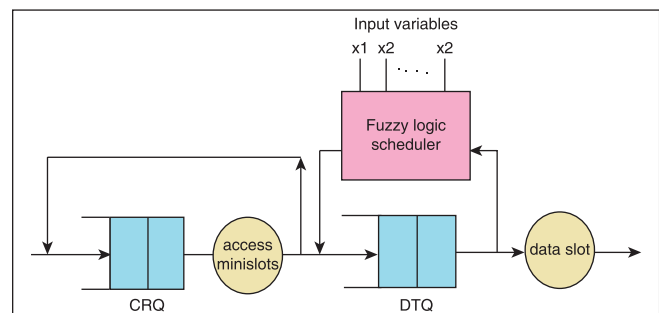 Input variables
x1 x2 . . . . . x2
Fuzzy logic
scheduler
access
minislots
data slot
CRQ
DTQ